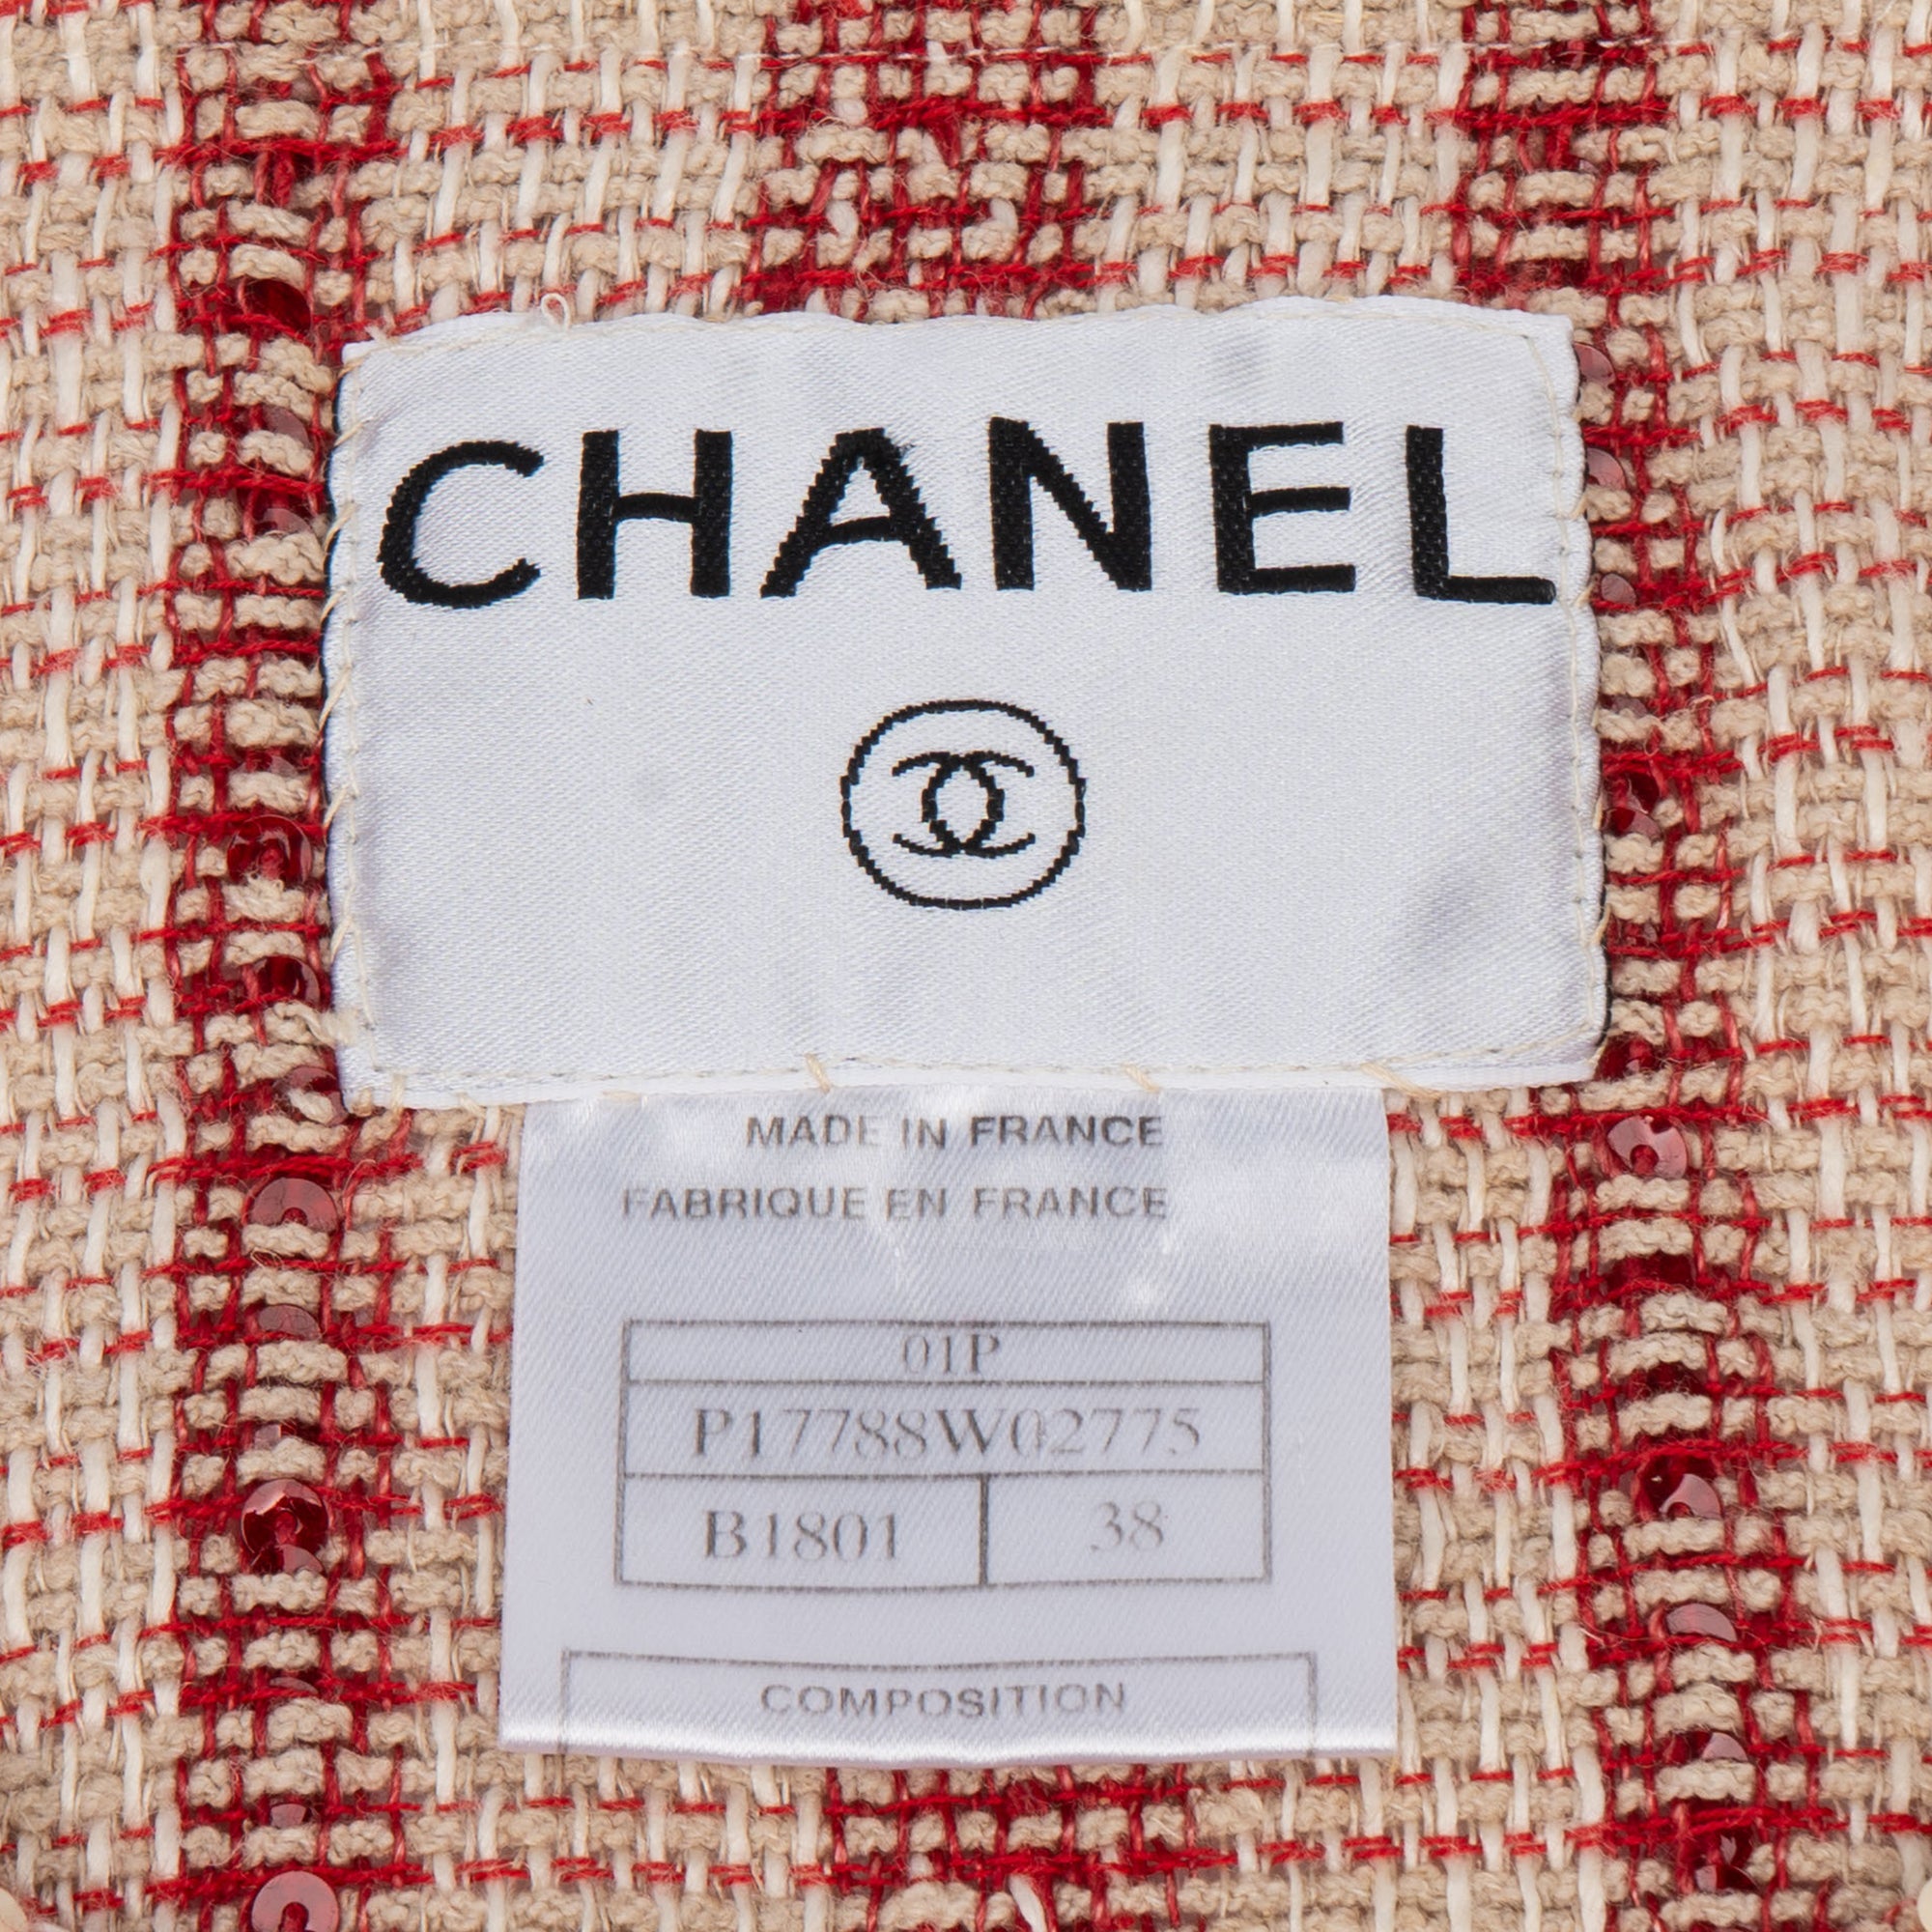 CHANEL
MADE IN FRANCE
FABRIQUE EN FRANCE
01P
P17788W02775
B1801 38
COMPOSITION